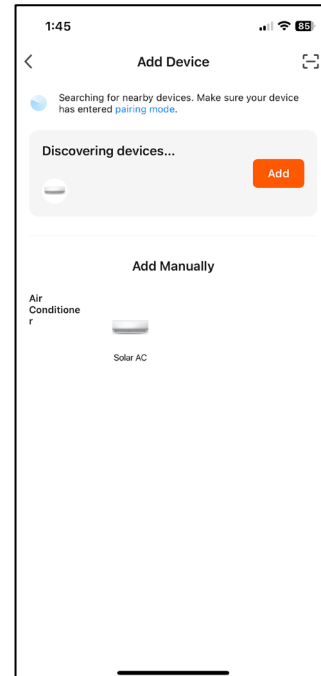 1:45
85
Add Device
Searching for nearby devices. Make sure your device
has entered pairing mode.
Discovering devices...
Add
Add Manually
Air
Conditione
r
Solar AC